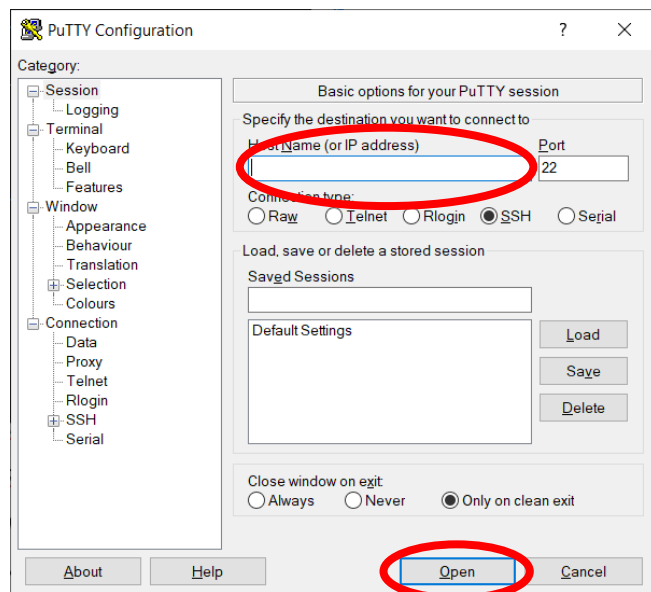 PuTTY Configuration
?
Category:
Session
Logging
Terminal
Keyboard
Bell
Features
Window
Appearance
Behaviour
Translation
Selection
Colours
Connection
Data
Proxy
Telnet
Rlogin
SSH
Serial
Basic options for your PuTTY session
Specify the destination you want to connect to
Host Name (or IP address) Port
22
Connection type:
Raw Telnet Rlogin SSH Serial
Load, save or delete a stored session
Saved Sessions
Default Settings
Load
Save
Delete
Close window on exit:
Always Never Only on clean exit
About Help Open Cancel